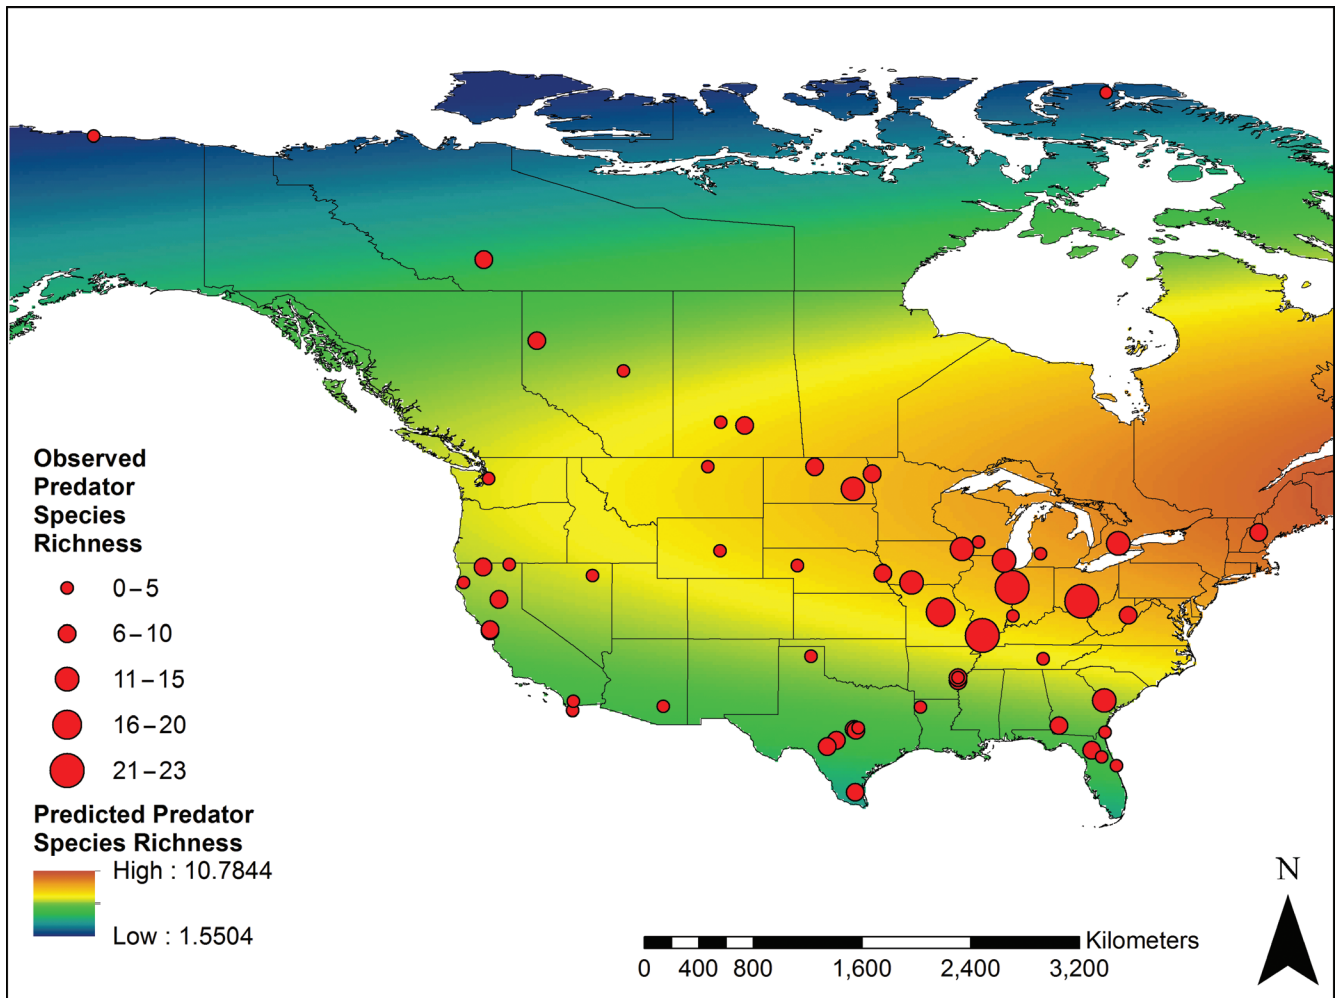 Observed
Predator
Species
Richness
0–5
6–10
11–15
16–20
21–23
Predicted Predator
Species Richness
High : 10.7844
Low : 1.5504
N
Kilometers
0 400 800 1,600 2,400 3,200